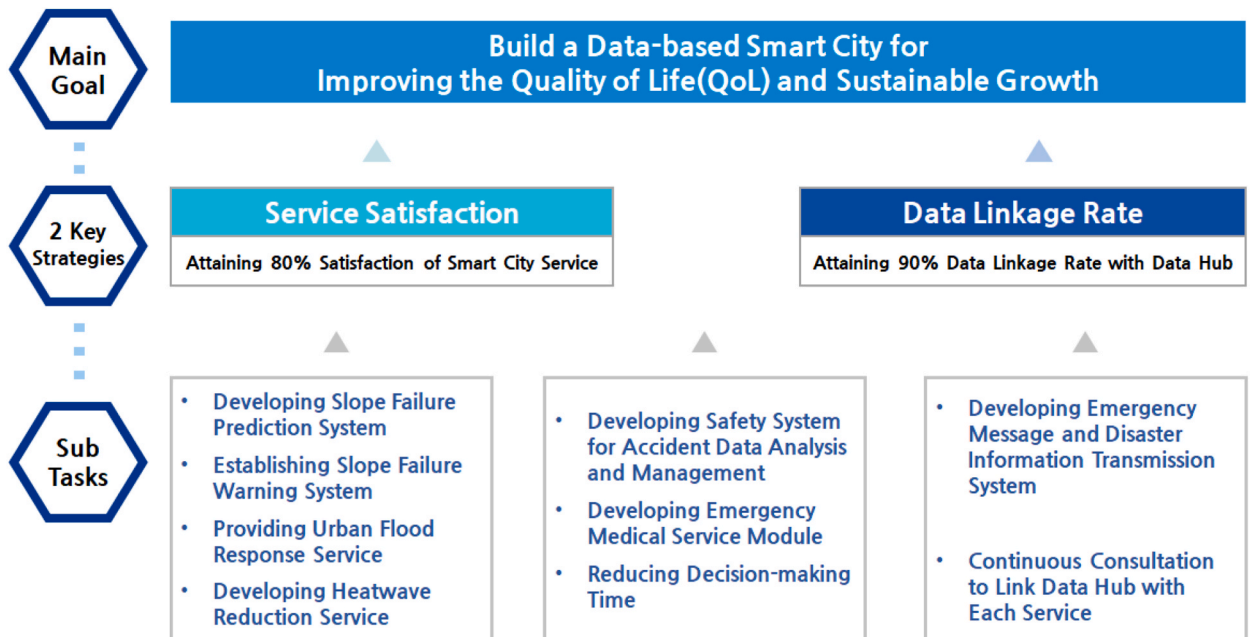 Main
Goal
Build a Data-based Smart City for
Improving the Quality of Life(QoL) and Sustainable Growth
2 Key
Strategies
Service Satisfaction
Attaining 80% Satisfaction of Smart City Service
Data Linkage Rate
Attaining 90% Data Linkage Rate with Data Hub
Sub
Tasks
• Developing Slope Failure
Prediction System
• Establishing Slope Failure
Warning System
• Providing Urban Flood
Response Service
• Developing Heatwave
Reduction Service
• Developing Safety System
for Accident Data Analysis
and Management
• Developing Emergency
Medical Service Module
• Reducing Decision-making
Time
• Developing Emergency
Message and Disaster
Information Transmission
System
• Continuous Consultation
to Link Data Hub with
Each Service